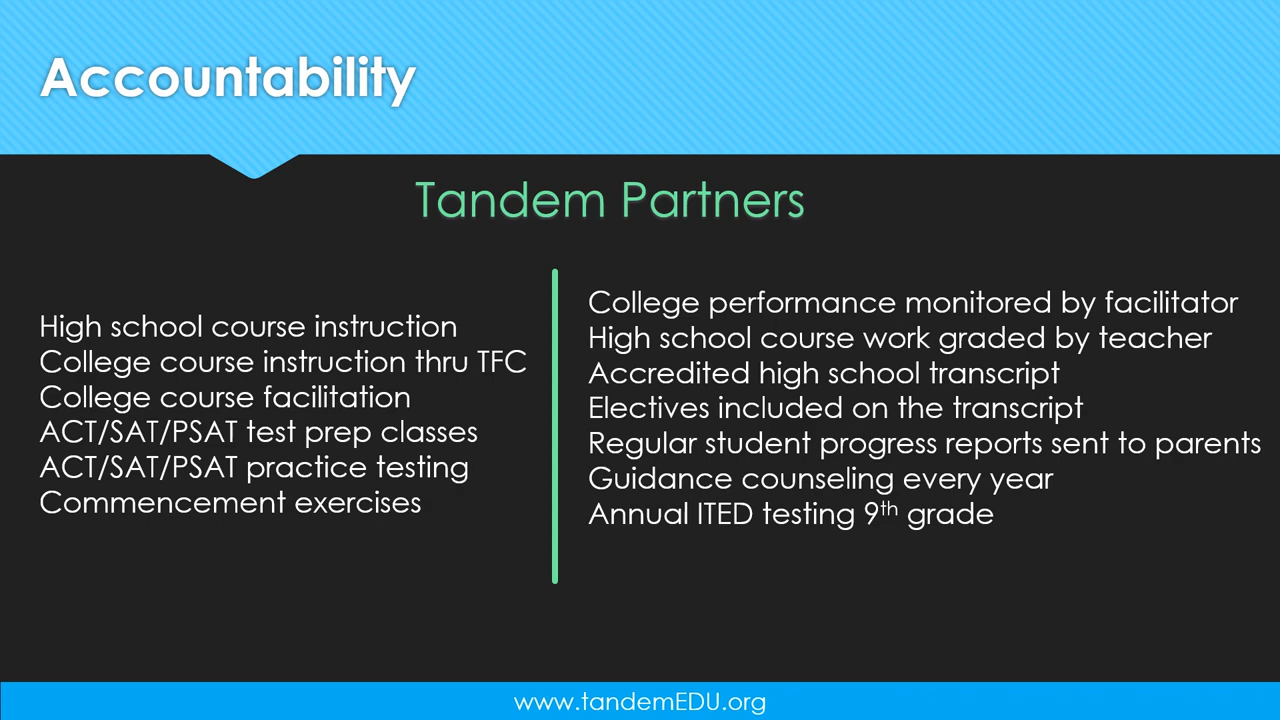 Accountability
Tandem Partners
High school course instruction
College course instruction thru TFC
College course facilitation
ACT/SAT/PSAT test prep classes
ACT/SAT/PSAT practice testing
Commencement exercises
College performance monitored by facilitator
High school course work graded by teacher
Accredited high school transcript
Electives included on the transcript
Regular student progress reports sent to parents
Guidance counseling every year
Annual ITED testing 9th grade
www.tandemEDU.org